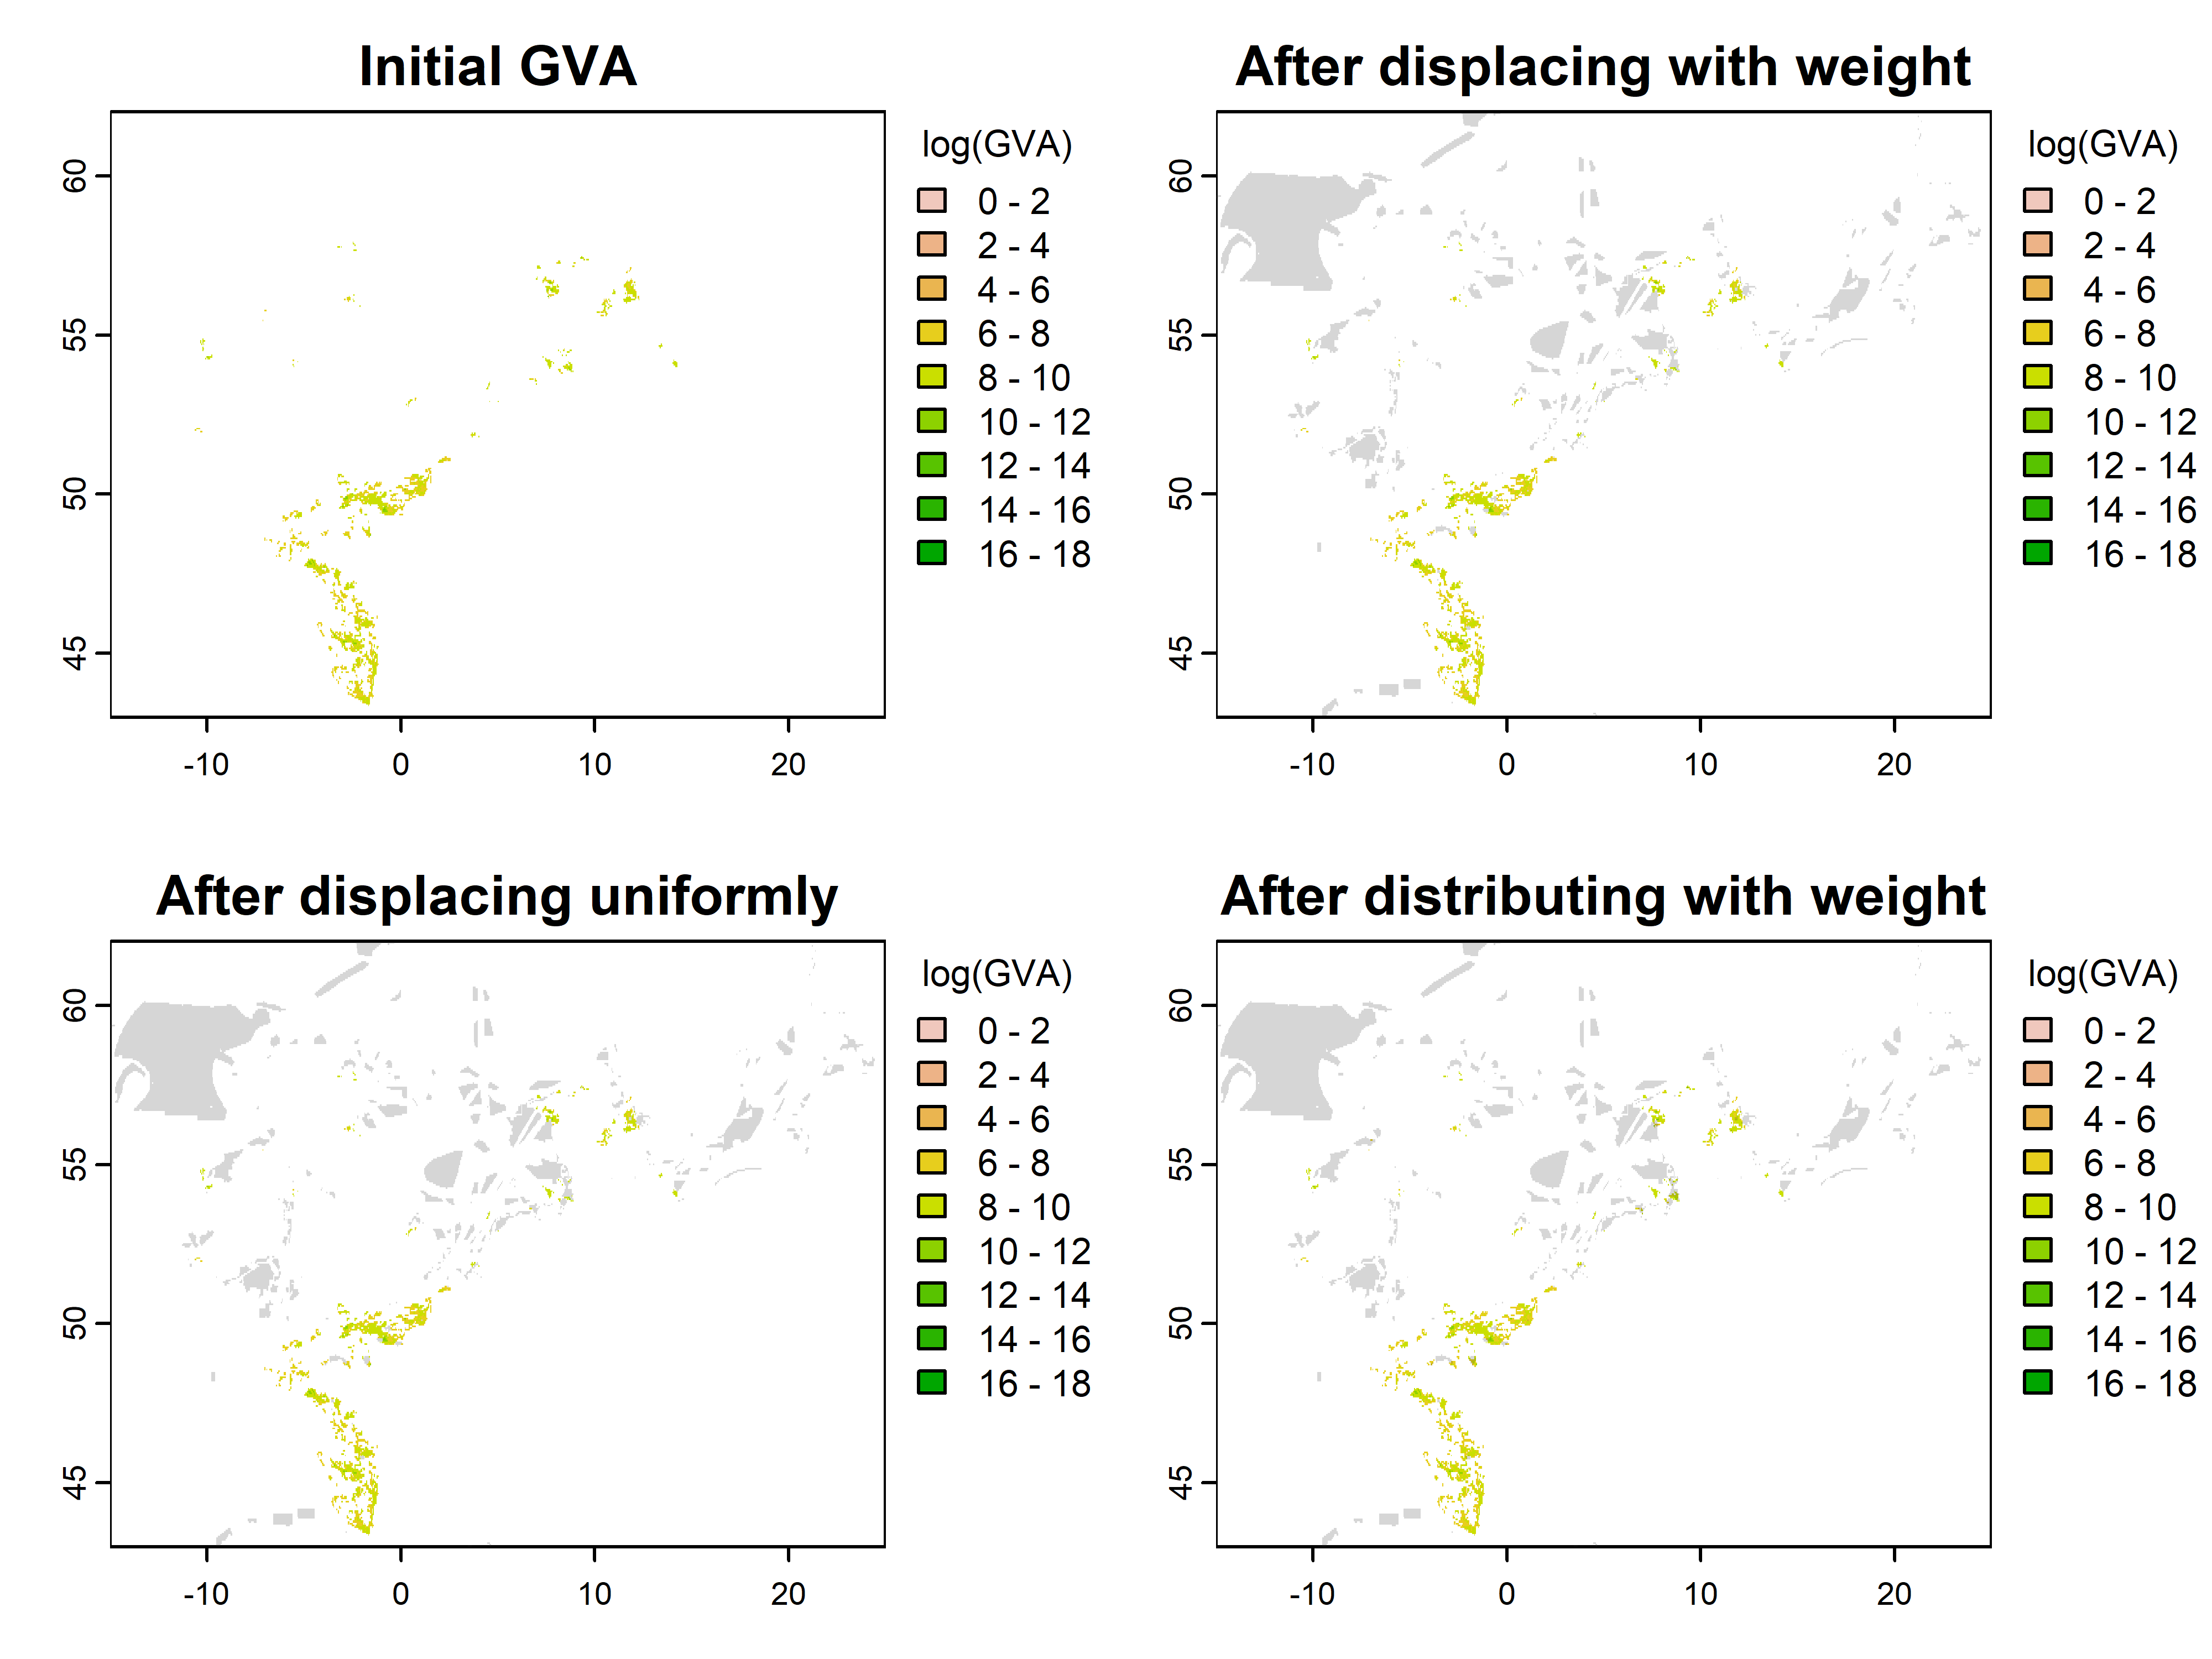 Initial GVA
60
55
50
45
-10
0
10
20
log(GVA)
0 - 2
2 - 4
4 - 6
6 - 8
8 - 10
10 - 12
12 - 14
14 - 16
16 - 18
After displacing with weight
60
55
50
45
-10
0
10
20
log(GVA)
0 - 2
2 - 4
4 - 6
6 - 8
8 - 10
10 - 12
12 - 14
14 - 16
16 - 18
After displacing uniformly
60
55
50
45
-10
0
10
20
log(GVA)
0 - 2
2 - 4
4 - 6
6 - 8
8 - 10
10 - 12
12 - 14
14 - 16
16 - 18
After distributing with weight
60
55
50
45
-10
0
10
20
log(GVA)
0 - 2
2 - 4
4 - 6
6 - 8
8 - 10
10 - 12
12 - 14
14 - 16
16 - 18